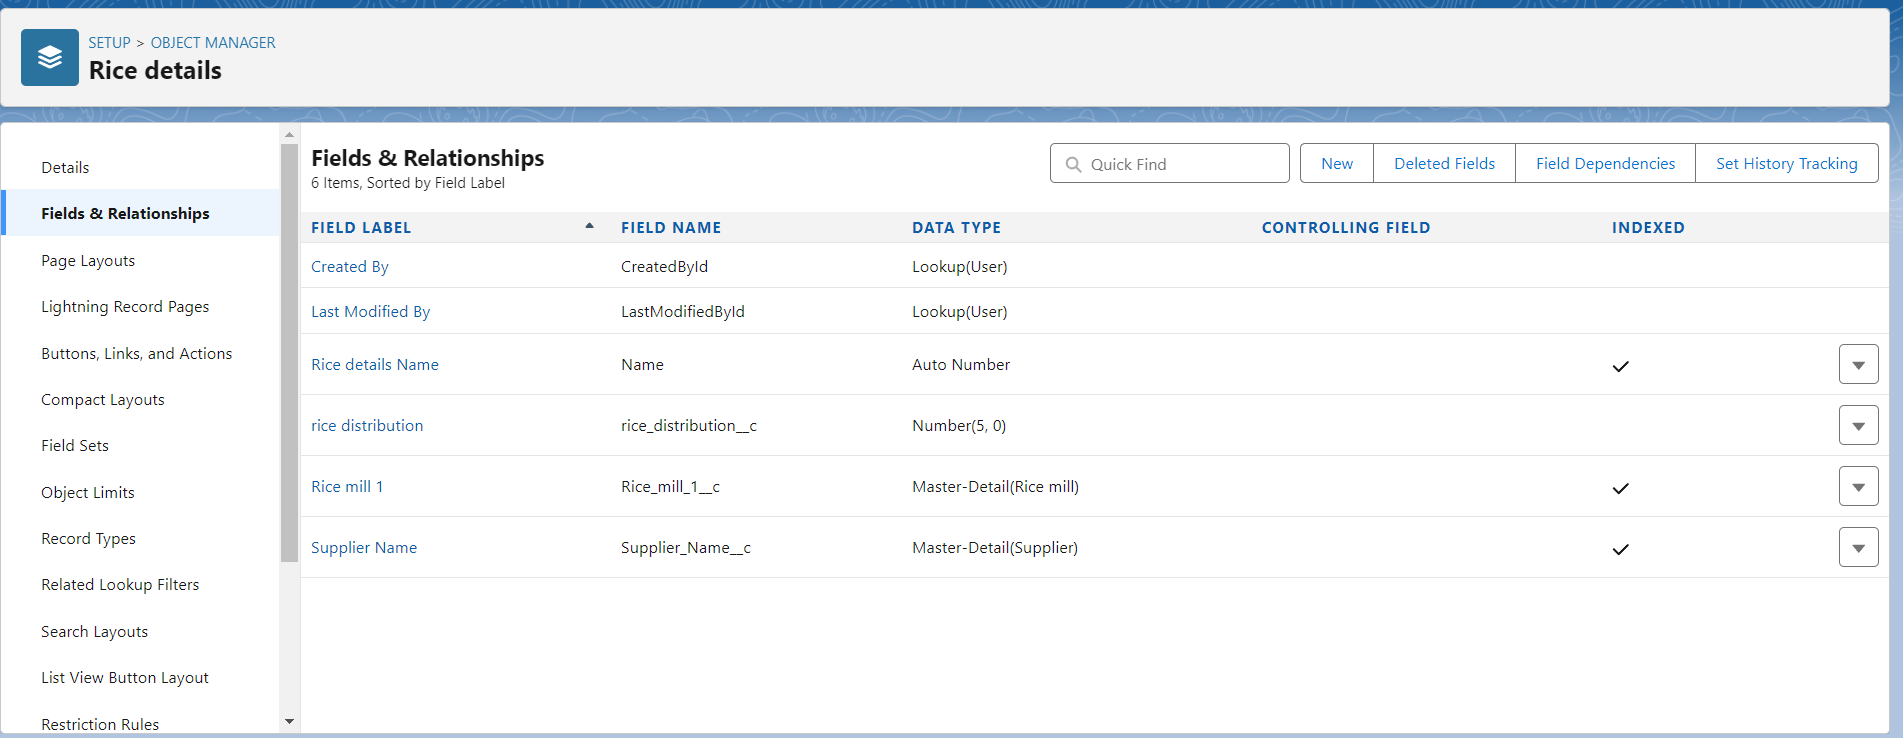 SETUP > OBJECT MANAGER
Rice details
Details
Fields & Relationships
Page Layouts
Lightning Record Pages
Buttons, Links, and Actions
Compact Layouts
Field Sets
Object Limits
Record Types
Related Lookup Filters
Search Layouts
List View Button Layout
Restriction Rules
Fields & Relationships
6 Items, Sorted by Field Label
Quick Find
New
Deleted Fields
Field Dependencies
Set History Tracking
FIELD LABEL FIELD NAME DATA TYPE CONTROLLING FIELD INDEXED
Created By CreatedById Lookup(User)
Last Modified By LastModifiedById Lookup(User)
Rice details Name Name Auto Number
rice distribution rice_distribution__c Number(5, 0)
Rice mill 1 Rice_mill_1__c Master-Detail(Rice mill)
Supplier Name Supplier_Name__c Master-Detail(Supplier)